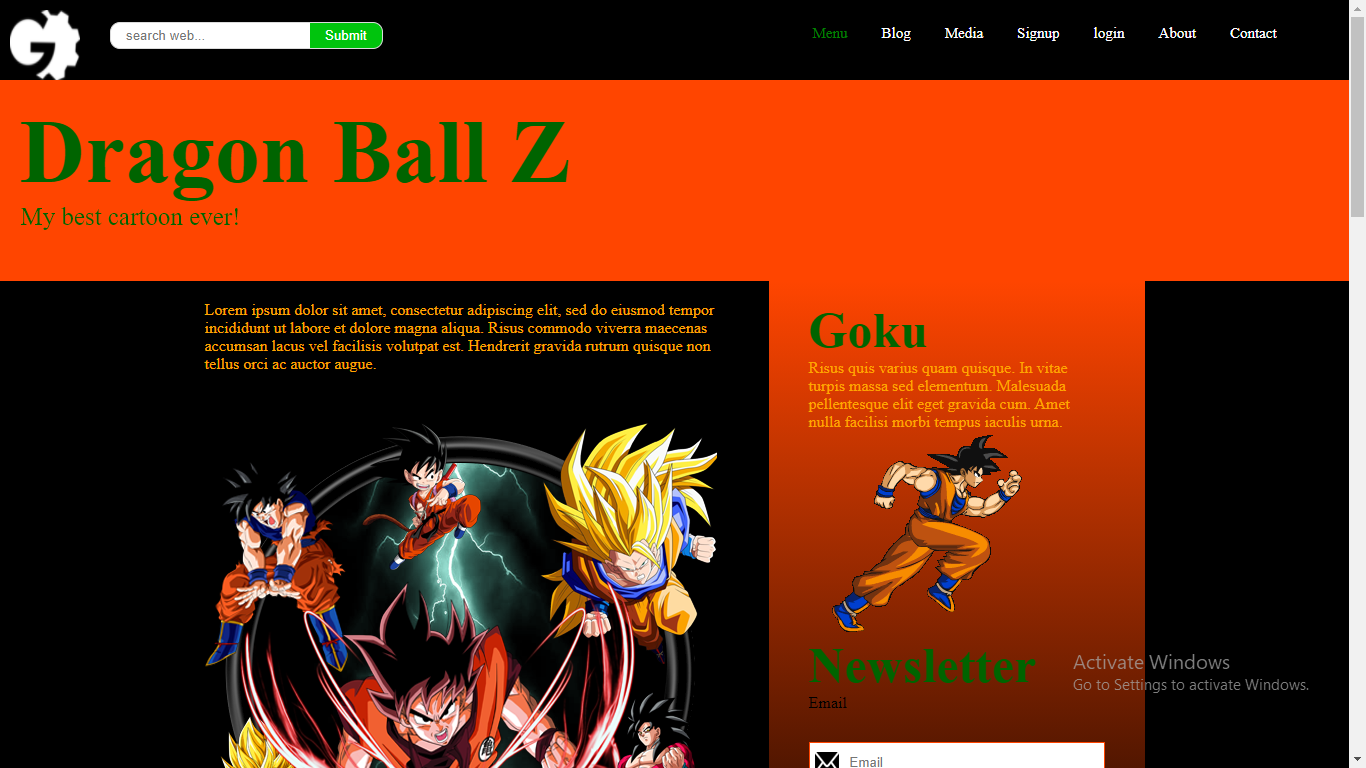 G
search web...
Submit
Menu
Blog
Media
Signup
login
About
Contact
Dragon Ball Z
My best cartoon ever!
Lorem ipsum dolor sit amet, consectetur adipiscing elit, sed do eiusmod tempor
incididunt ut labore et dolore magna aliqua. Risus commodo viverra maecenas
accumsan lacus vel facilisis volutpat est. Hendrerit gravida rutrum quisque non
tellus orci ac auctor augue.
Goku
Risus quis varius quam quisque. In vitae
turpis massa sed elementum. Malesuada
pellentesque elit eget gravida cum. Amet
nulla facilisi morbi tempus iaculis urna.
Newsletter
Email
Email
Activate Windows
Go to Settings to activate Windows.